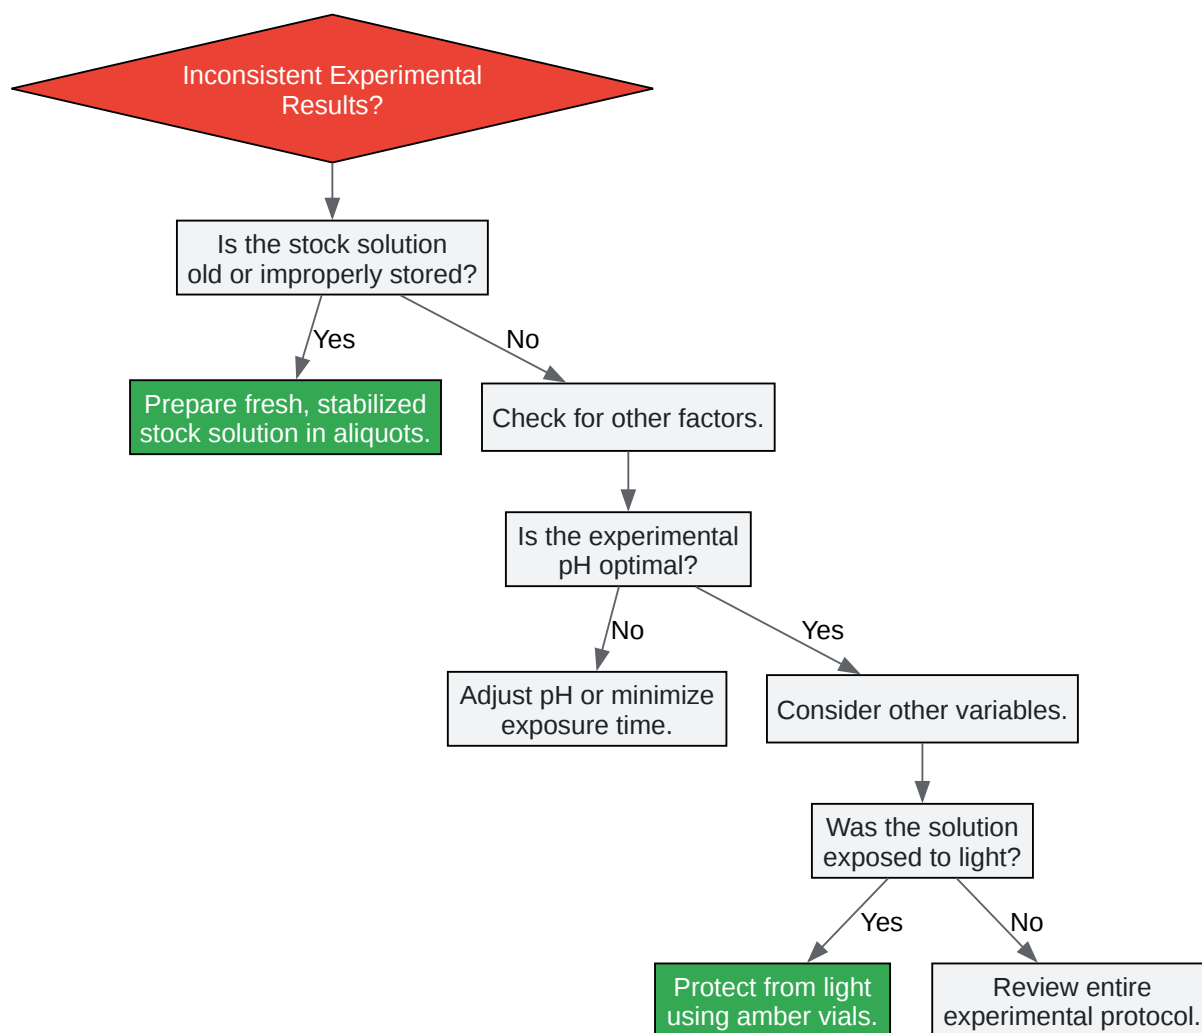 Inconsistent Experimental
Results?
Is the stock solution
old or improperly stored?
Yes
No
Prepare fresh, stabilized
stock solution in aliquots.
Check for other factors.
Is the experimental
pH optimal?
No
Yes
Adjust pH or minimize
exposure time.
Consider other variables.
Was the solution
exposed to light?
Yes
No
Protect from light
using amber vials.
Review entire
experimental protocol.